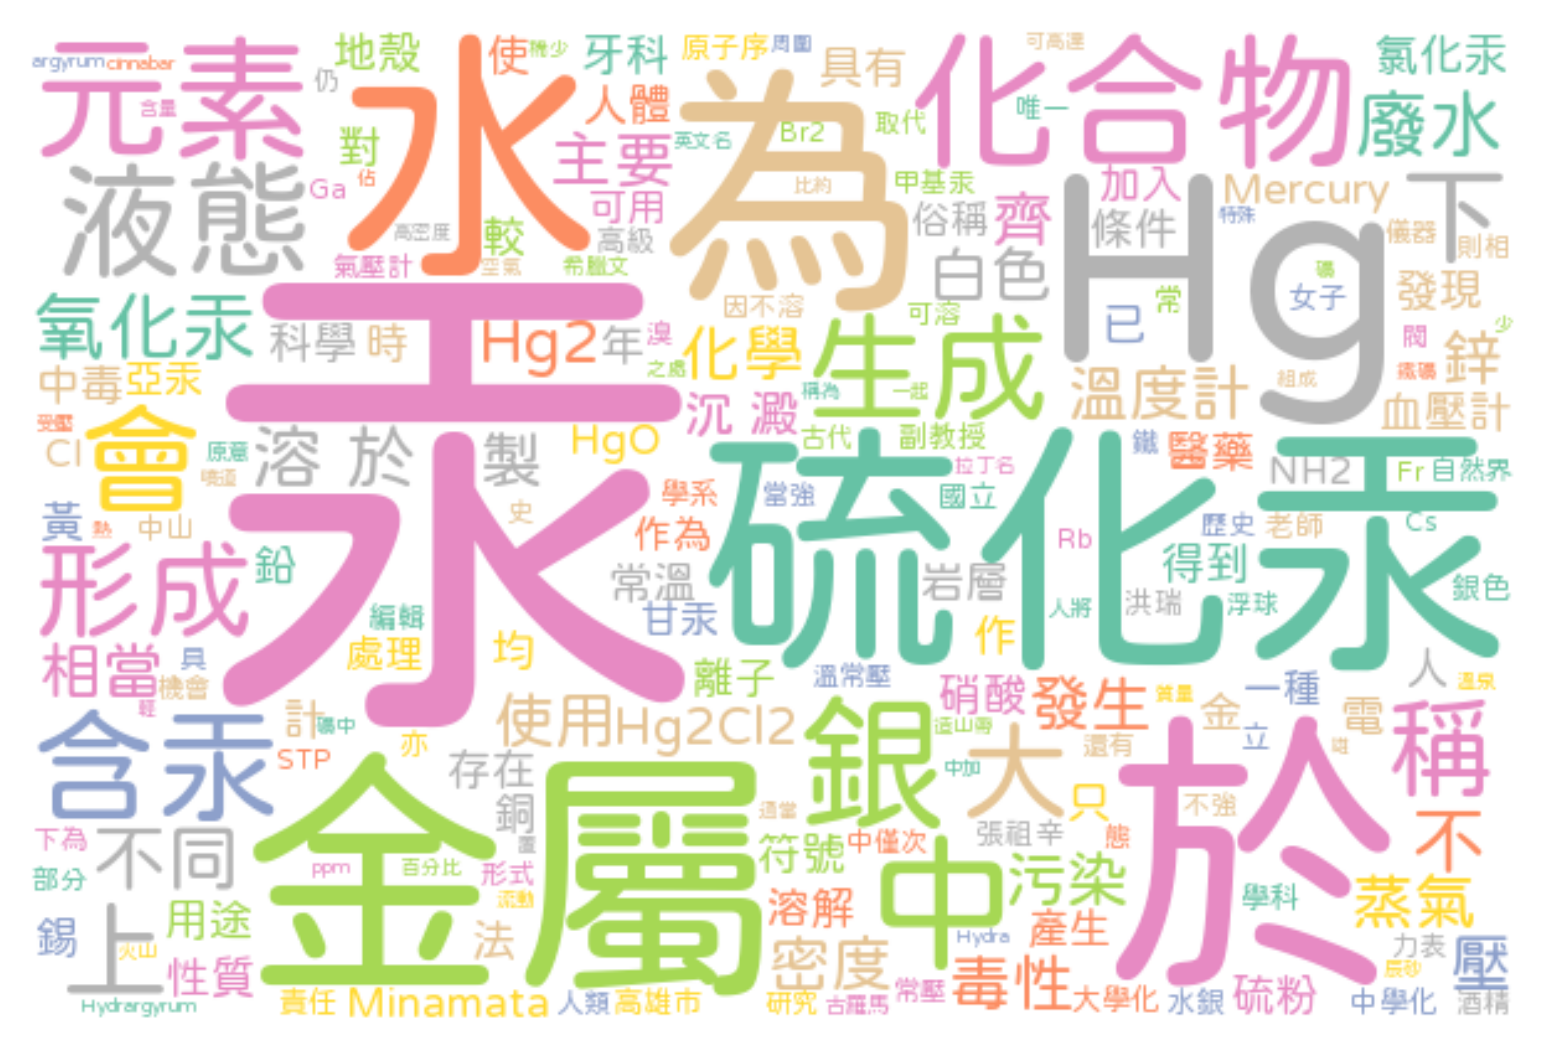 argyrum
cinnabar
元素
含量
仍
地殼
水
使
稀少
牙科
原子序
周圍
具有
化合物
可高達
氯化汞
廢水
對
佔
人體
主要
英文名
為
Br2
取代
唯一
液態
Ga
可用
比約
甲基汞
加入
Mercury
下
高密度
較
高級
俗稱
齊
條件
特殊
儀器
則相
氣壓計
空氣
希臘文
白色
Hg
礦
女子
發現
氧化汞
汞
因不溶
可溶
已
常
科學
時
Hg2
年
溴
之處
化學
生成
閥
少
鋅
中毒
亞汞
沉澱
稱為
一起
溫度計
組成
血壓計
會
Cl
原意
溶於
製
HgO
古代
副教授
拉丁名
鐵
醫藥
NH2
Fr
自然界
黃
熱
中山
史
學系
當強
硫化汞
國立
歷史
老師
Cs
作為
Rb
形成
鉛
常溫
岩層
得到
銀色
編輯
甘汞
人將
洪瑞
浮球
相當
具
機會
輕
處理
均
離子
溫常壓
作
人
溫泉
硝酸
發生
質量
一種
含汞
計
礦中
STP
亦
使用
Hg2Cl2
銀
造山帶
大
還有
金
立
電
稱
存在
中加
銅
適當
只
不強
於
不
下為
不同
金屬
符號
中僅次
張祖辛
態
部分
ppm
百分比
形式
中
污染
上
用途
流動
溶解
學科
蒸氣
錫
火山
法
密度
Hydra
產生
力表
壓
性質
毒性
辰砂
Hydrargyrum
責任
Minamata
人類
高雄市
研究
古羅馬
常壓
大學化
水銀
硫粉
中學化
酒精